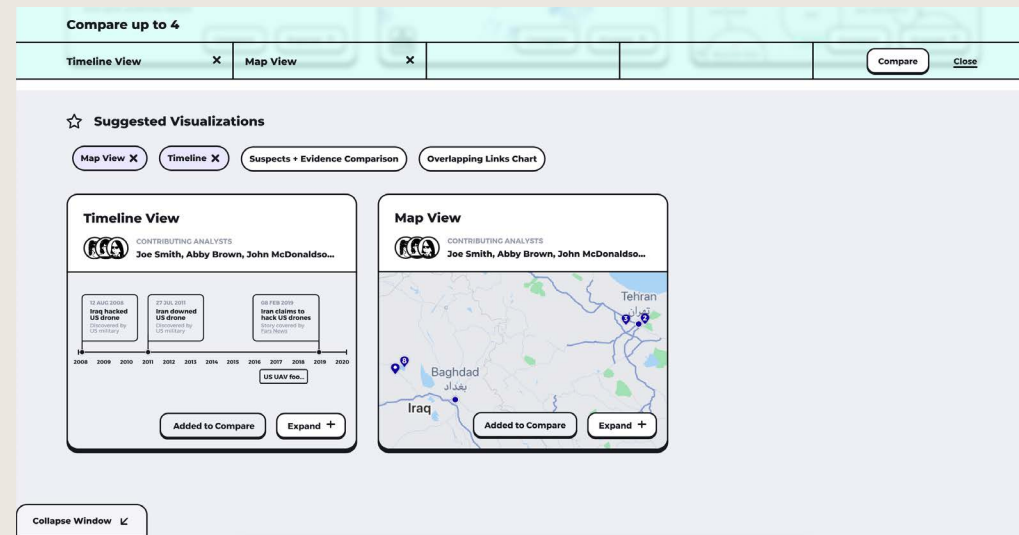 Compare up to 4
Timeline View ✕ Map View ✕ Compare Close
Suggested Visualizations
Map View ✕ Timeline ✕ Suspects + Evidence Comparison Overlapping Links Chart
Timeline View
CONTRIBUTING ANALYSTS
Joe Smith, Abby Brown, John McDonaldso...
12 AUG 2008
Iraq hacked
US drone
Discovered by
US military
27 JUL 2011
Iran downed
US drone
Discovered by
US military
08 FEB 2019
Iran claims to
hack US drones
Story covered by
Fars News
2008 2009 2010 2011 2012 2013 2014 2015 2016 2017 2018 2019 2020
US UAV foo...
Added to Compare Expand +
Map View
CONTRIBUTING ANALYSTS
Joe Smith, Abby Brown, John McDonaldso...
Tehran
تهران
3 2
8
Baghdad
بغداد
Iraq
Added to Compare Expand +
Collapse Window